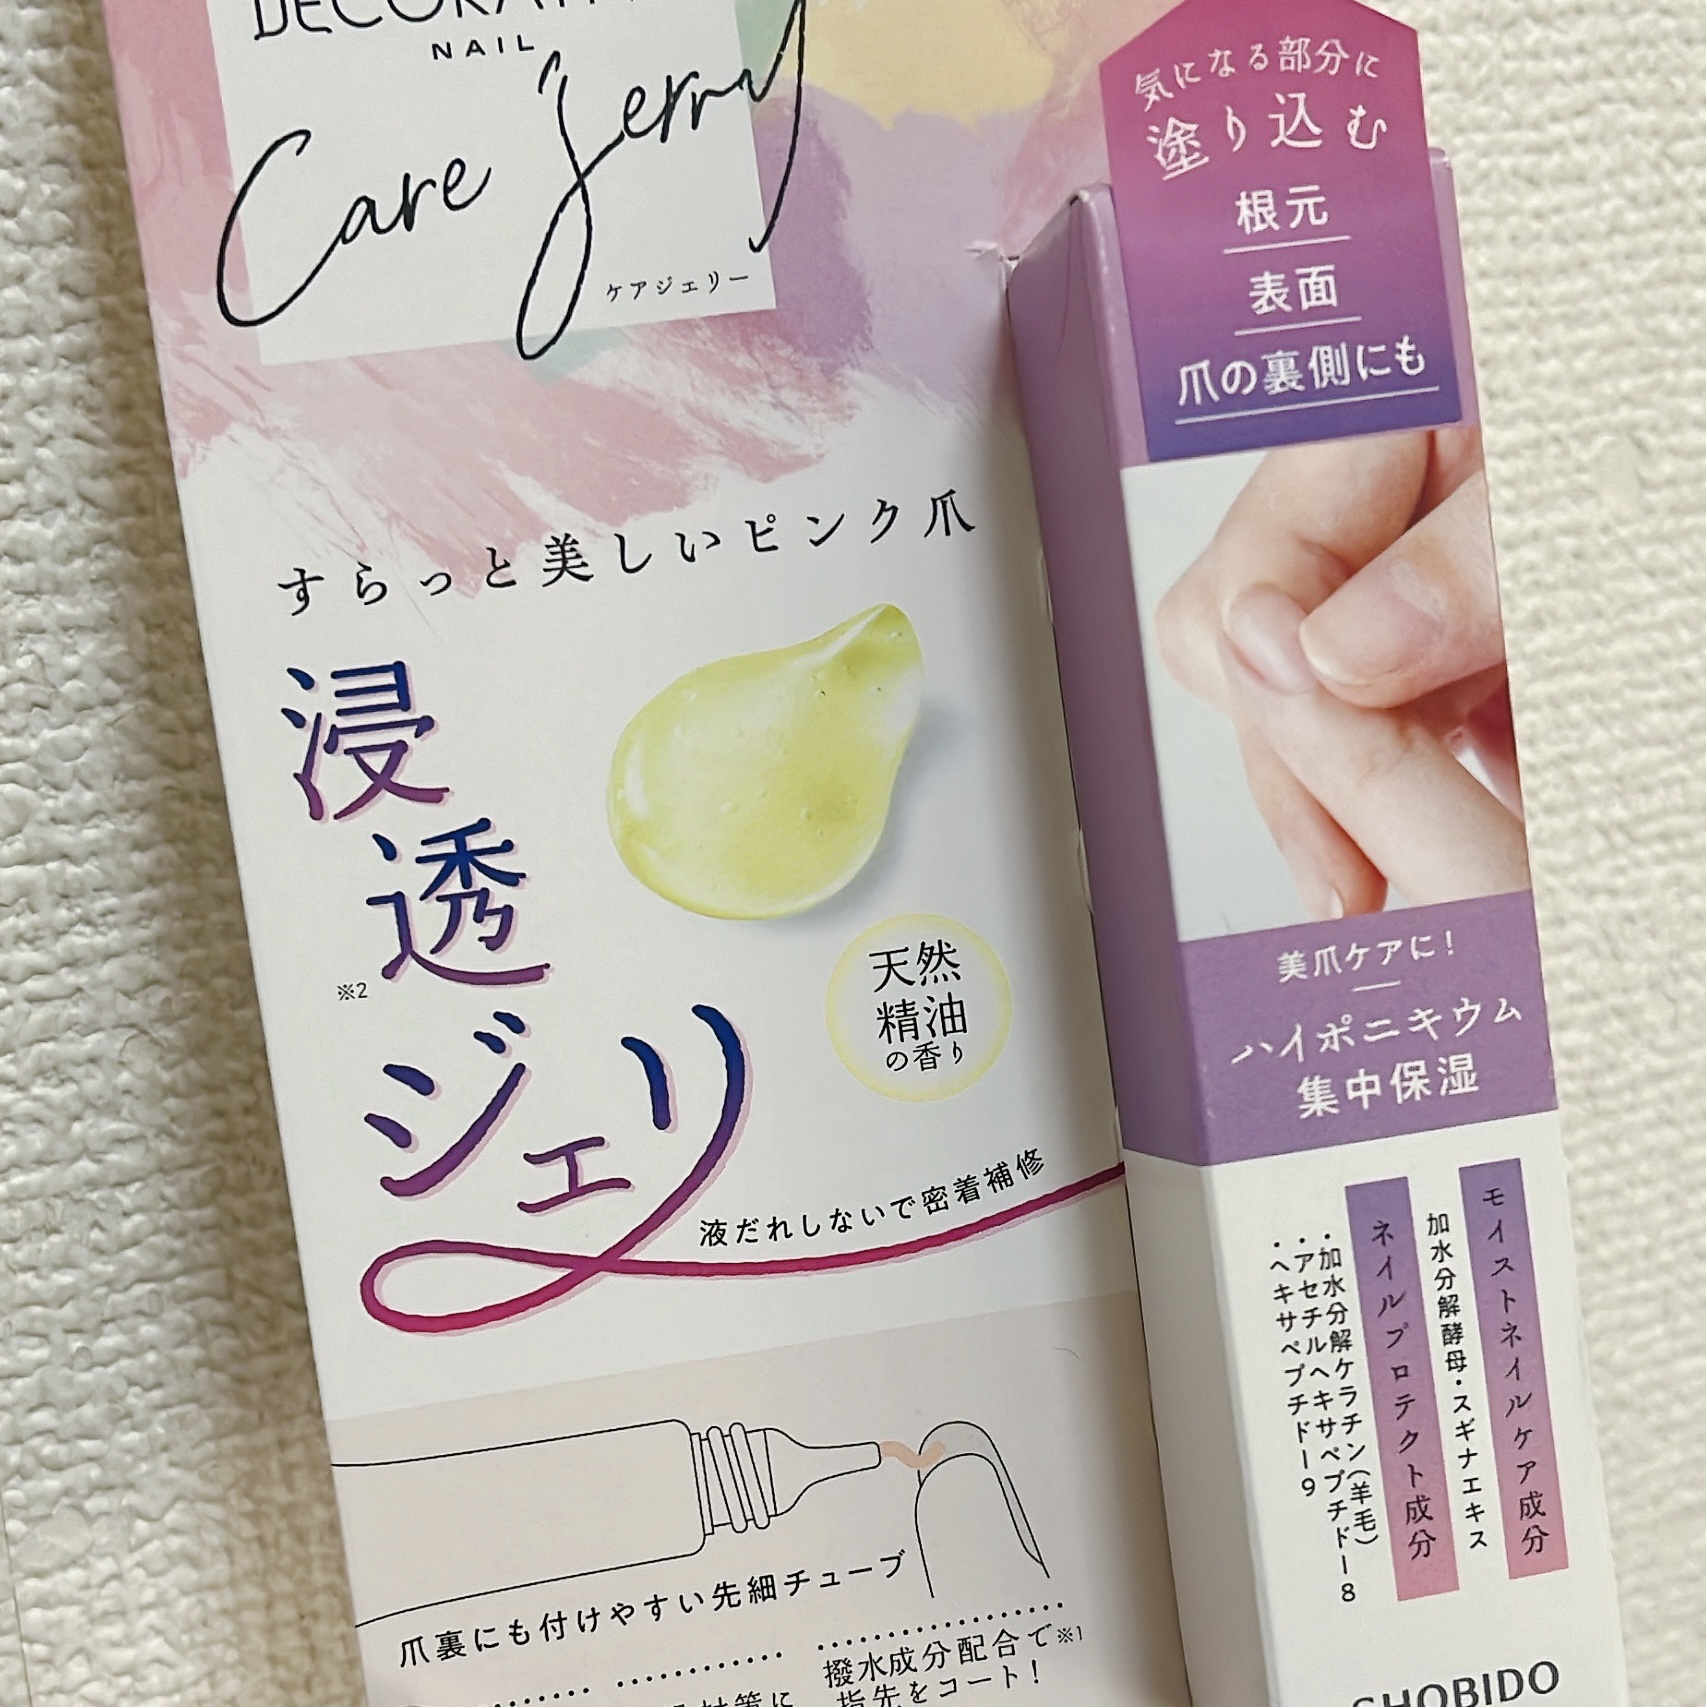 NAIL
Care Jerry
ケアジェリー
すらっと美しいピンク爪
浸透
※2
ジェリー
天然
精油
の香り
液だれしないで密着補修
爪裏にも付けやすい先細チューブ
撥水成分配合で※1
指先をコート!
気になる部分に
塗り込む
根元
表面
爪の裏側にも
美爪ケアに!
ハイポニキウム
集中保湿
モイストネイルケア成分
加水分解酵母・スギナエキス
ネイルプロテクト成分
・加水分解ケラチン(羊毛)
・アセチルヘキサペプチド-8
・ヘキサペプチド-9
SHOBIDO